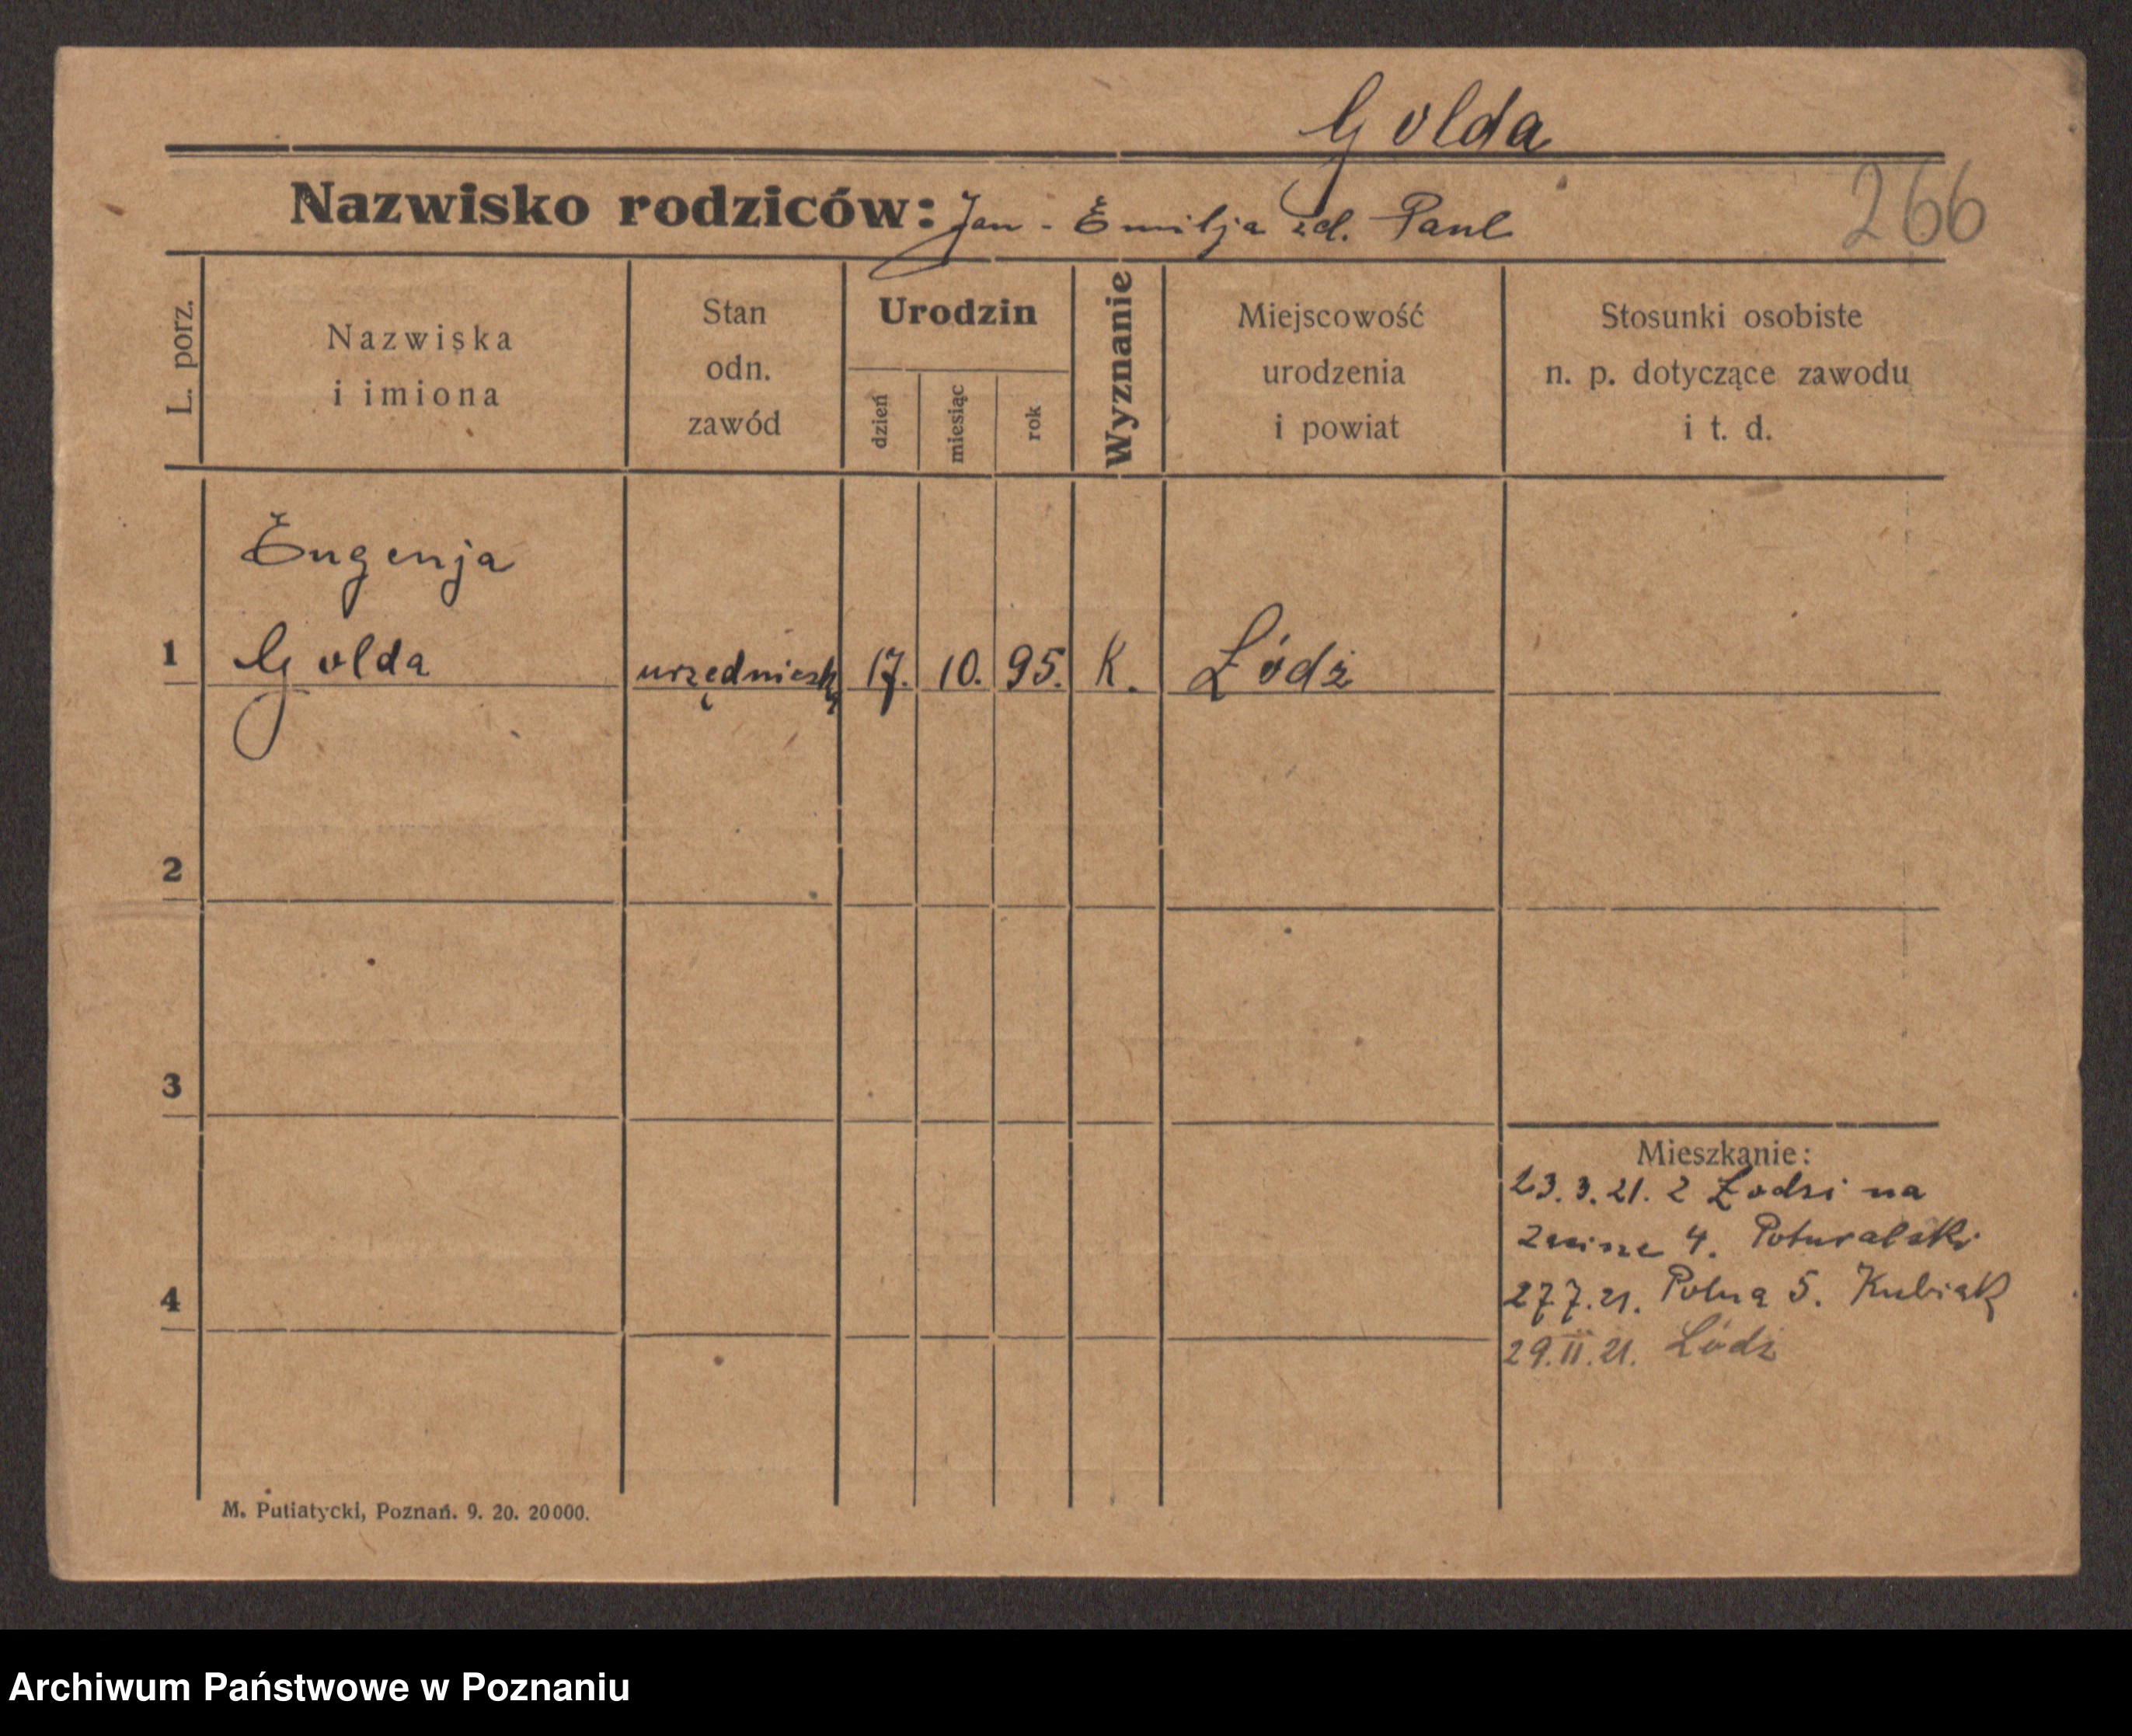 Golda
Nazwisko rodziców: Jan - Emilja zd. Paul
266
L. porz.
Nazwiska
i imiona
Stan
odn.
zawód
Urodzin
dzień
miesiąc
rok
Wyznanie
Miejscowość
urodzenia
i powiat
Stosunki osobiste
n. p. dotyczące zawodu
i t. d.
Eugenja
1 Golda urzędniczk 17. 10. 95. K. Łódź
2
3
Mieszkanie:
23.3.21. z Łodzi na
4. Poturalski
4
27.7.21. Polna 5. Kubiak
29.II.21. Łódź
M. Putiatycki, Poznań. 9. 20. 20000.
Archiwum Państwowe w Poznaniu